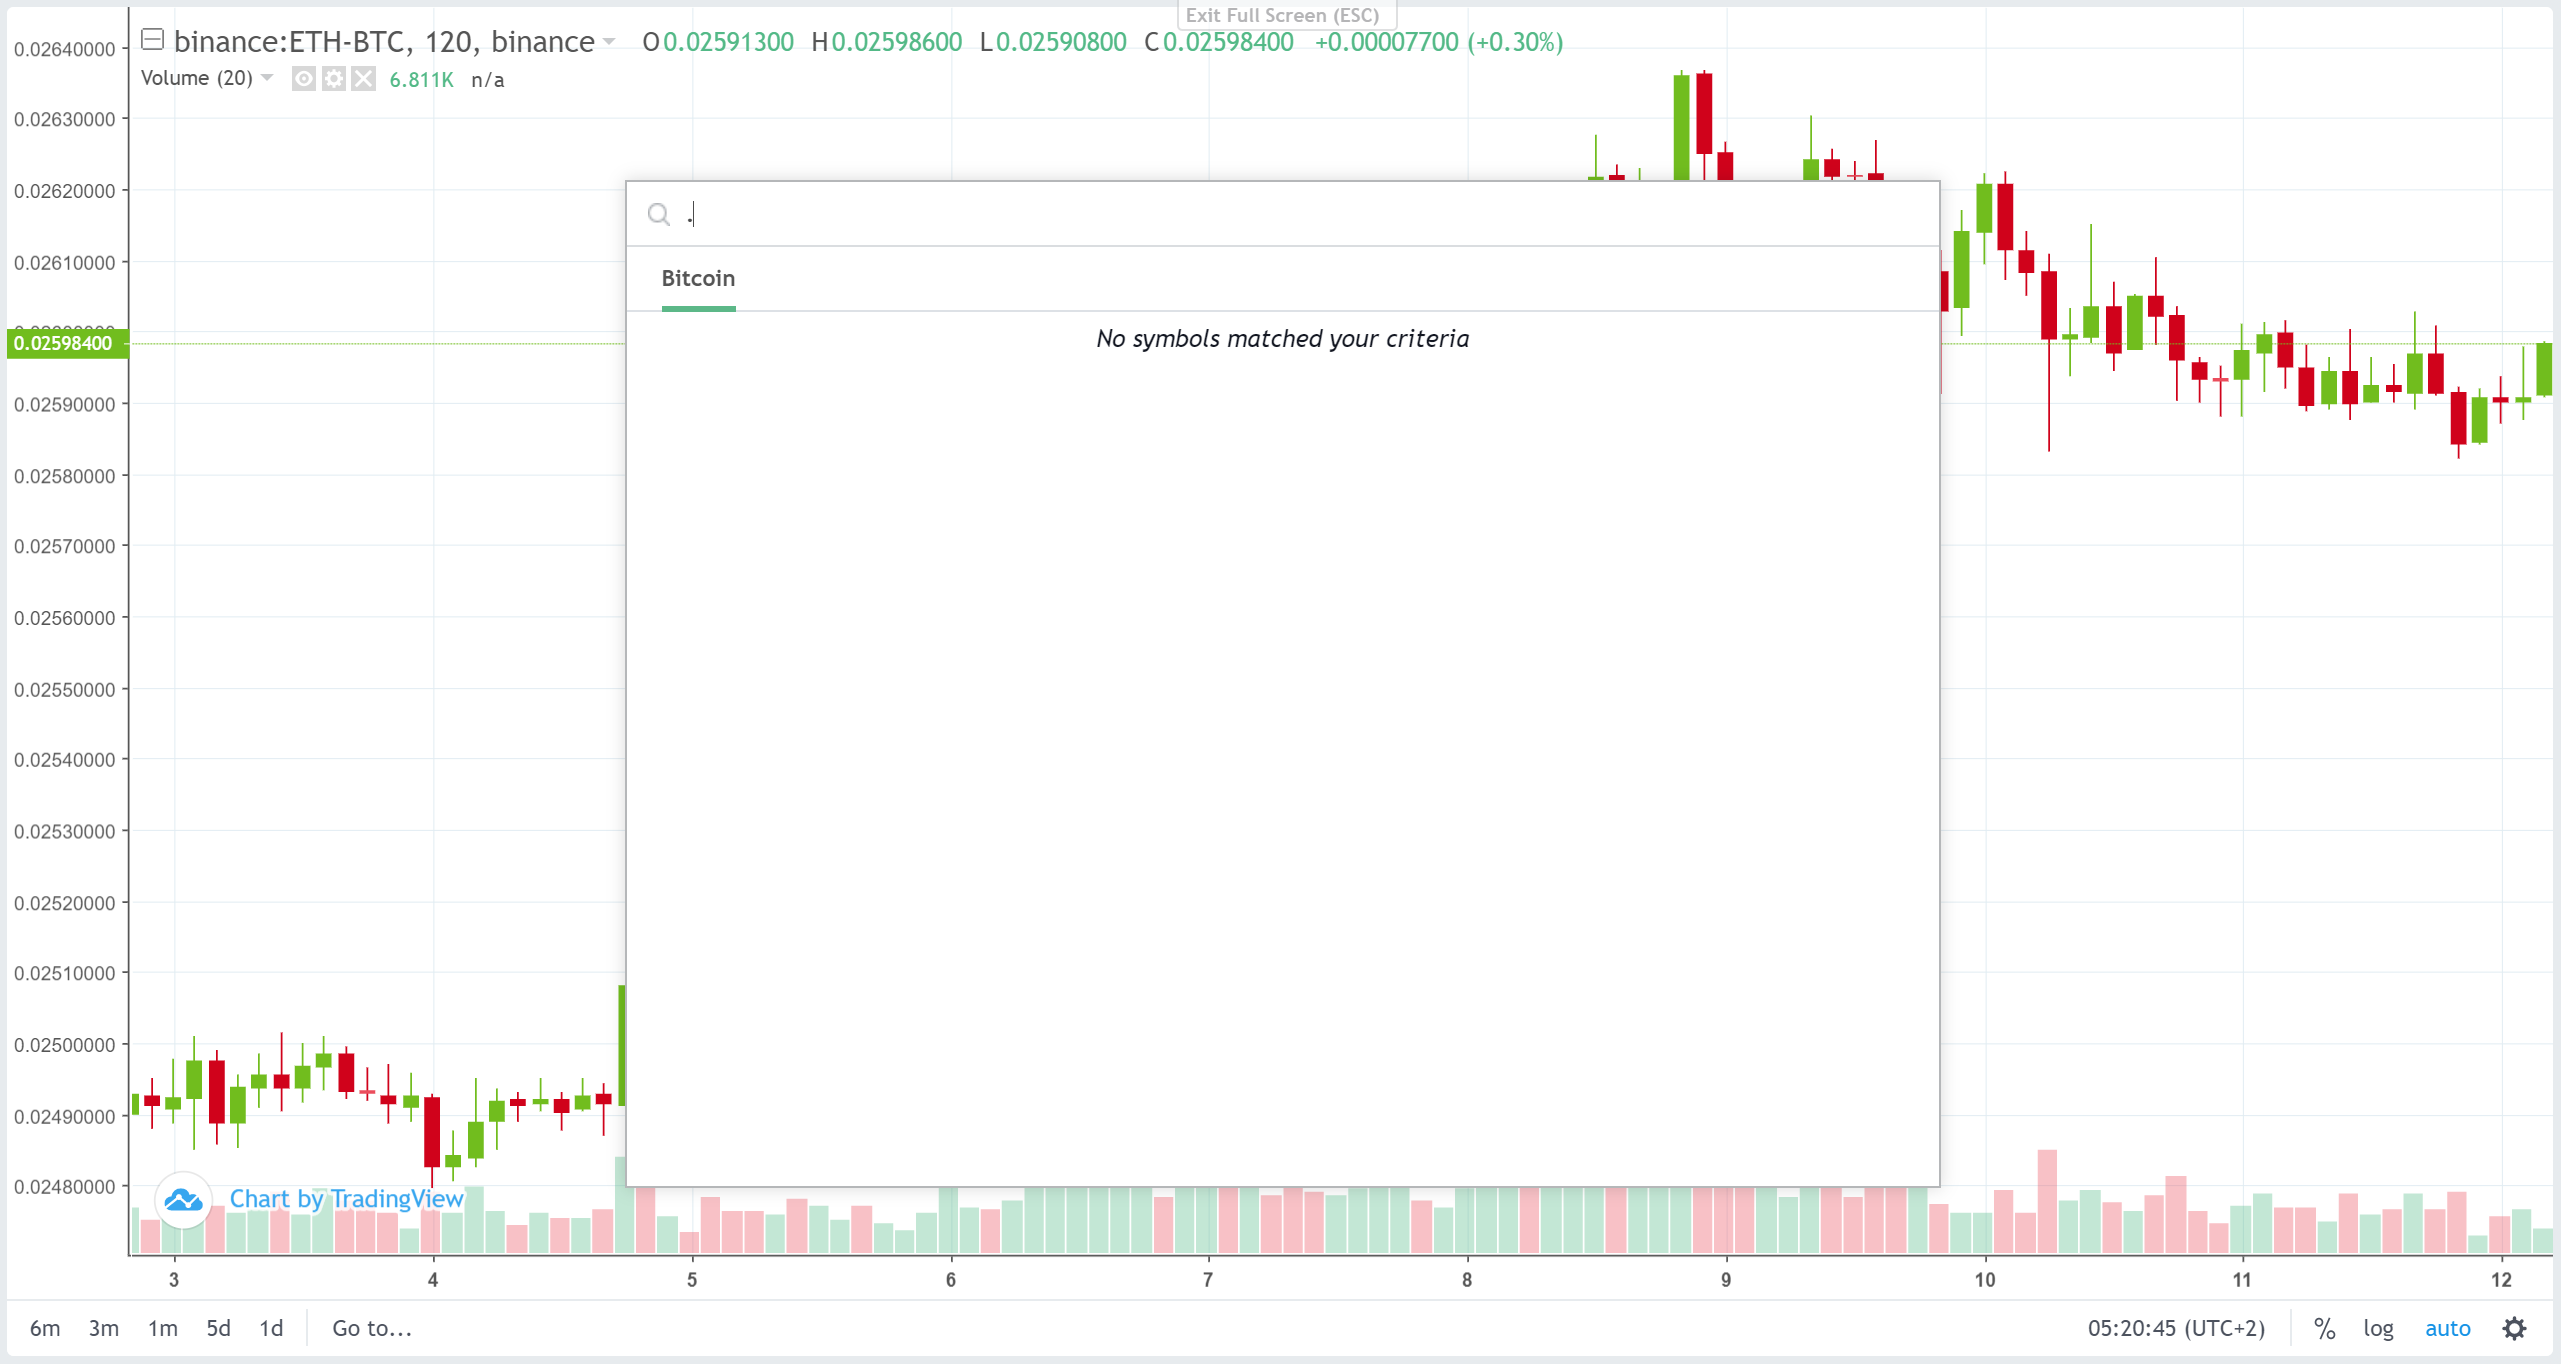 Exit Full Screen (ESC)
binance:ETH-BTC, 120, binance O0.02591300 H0.02598600 L0.02590800 C0.02598400 +0.00007700 (+0.30%)
Volume (20) 6.811K n/a
0.02640000
0.02630000
0.02620000
0.02610000
0.02600000
0.02598400
0.02590000
0.02580000
0.02570000
0.02560000
0.02550000
0.02540000
0.02530000
0.02520000
0.02510000
0.02500000
0.02490000
0.02480000
.
Bitcoin
No symbols matched your criteria
Chart by TradingView
3 4 5 6 7 8 9 10 11 12
6m 3m 1m 5d 1d Go to... 05:20:45 (UTC+2) % log auto